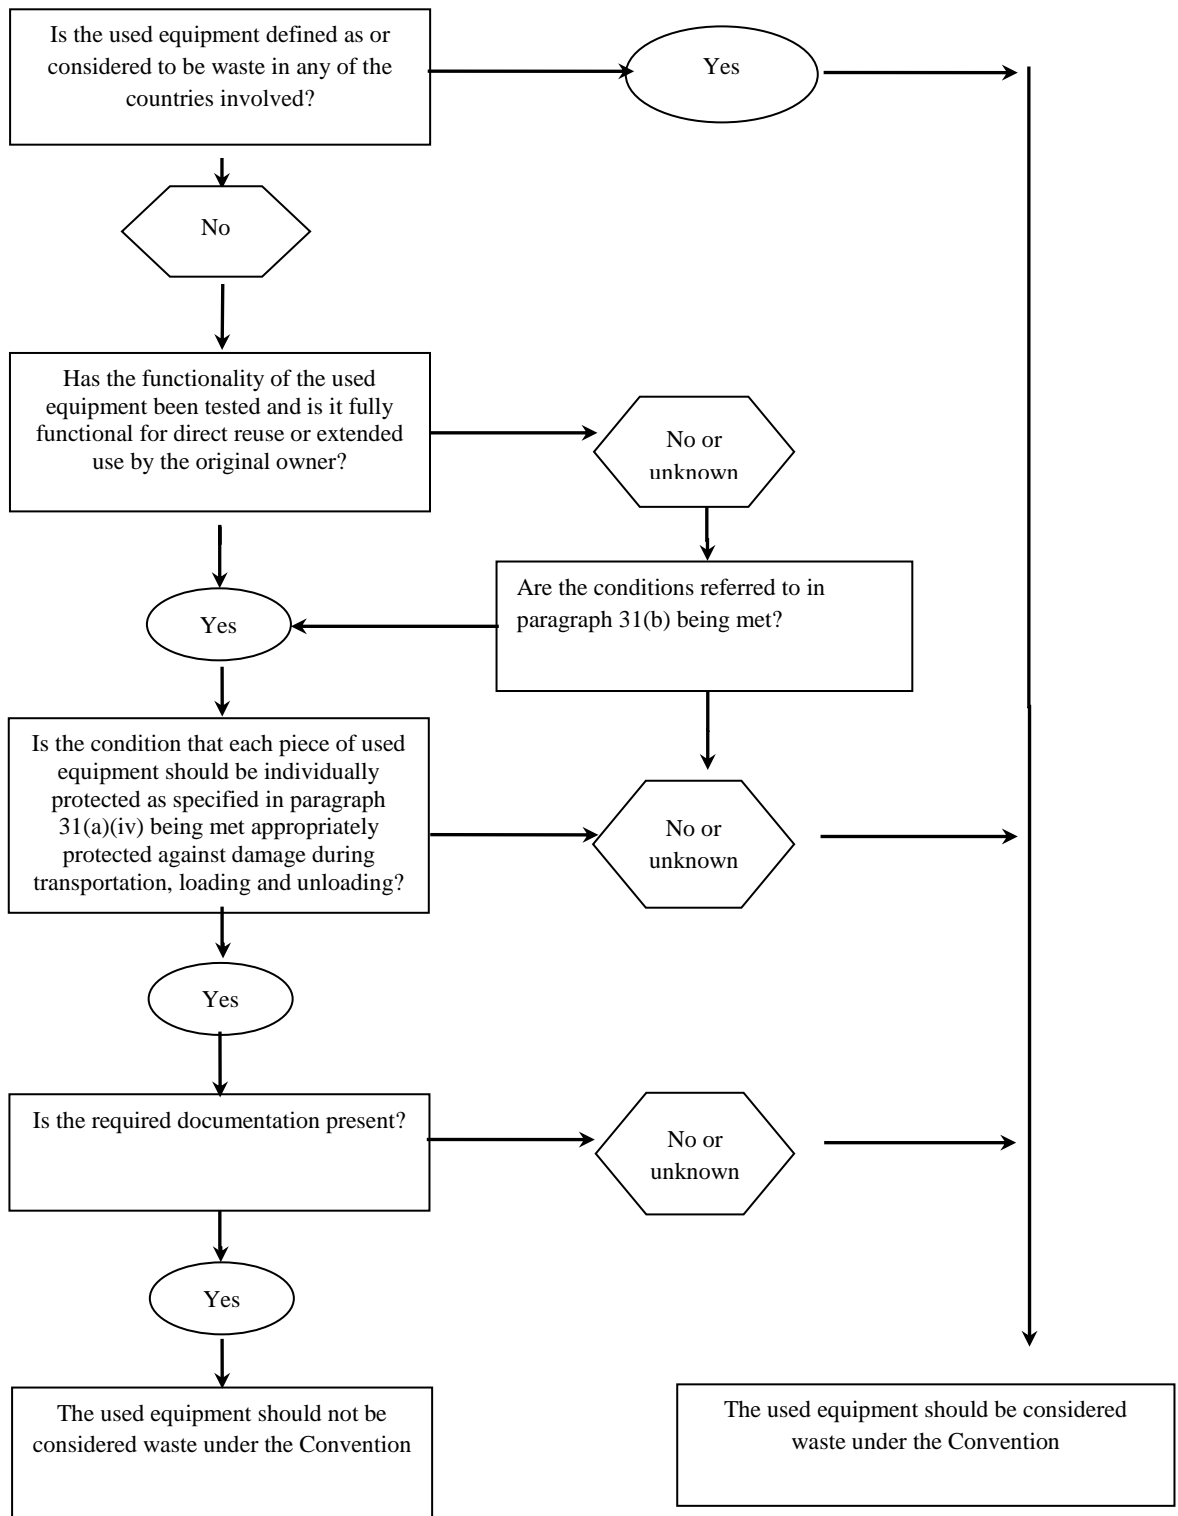 Is the used equipment defined as or
considered to be waste in any of the
countries involved?
Yes
No
Has the functionality of the used
equipment been tested and is it fully
functional for direct reuse or extended
use by the original owner?
No or
unknown
Are the conditions referred to in
paragraph 31(b) being met?
Yes
Is the condition that each piece of used
equipment should be individually
protected as specified in paragraph
31(a)(iv) being met appropriately
protected against damage during
transportation, loading and unloading?
No or
unknown
Yes
Is the required documentation present?
No or
unknown
Yes
The used equipment should not be
considered waste under the Convention
The used equipment should be considered
waste under the Convention